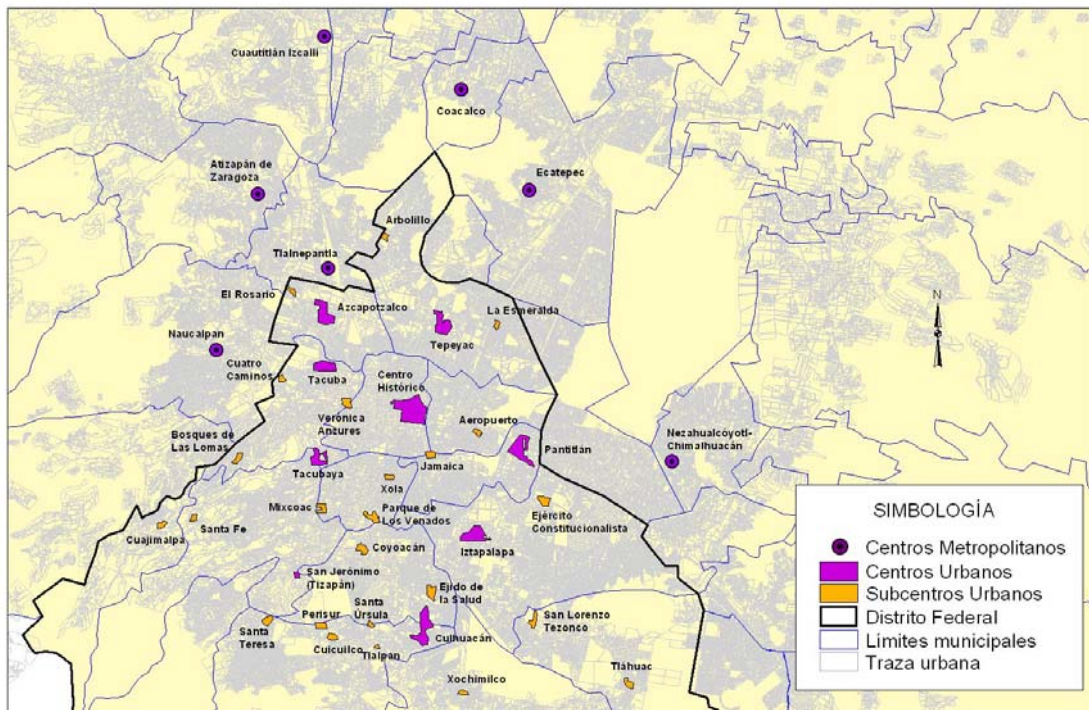 Cuautitlán Izcalli
Coacalco
Atizapán de
Zaragoza
Ecatepec
Arbolillo
Tlalnepantla
El Rosario
Azcapotzalco
La Esmeralda
Naucalpan
Tepeyac
Cuatro
Caminos
Tacuba
Centro
Histórico
Verónica
Anzures
Aeropuerto
Bosques de
Las Lomas
Pantitlán
Nezahualcóyotl-
Chimalhuacán
Tacubaya
Jamaica
Xola
Mixcoac
Parque de
Los Venados
Ejército
Constitucionalista
Santa Fe
Cuajimalpa
Iztapalapa
Coyoacán
San Jerónimo
(Tizapán)
Ejido de
la Salud
Perisur
Santa
Úrsula
San Lorenzo
Tezonco
Santa
Teresa
Culhuacán
Cuicuilco
Tlalpan
Tláhuac
Xochimilco
N
SIMBOLOGÍA
Centros Metropolitanos
Centros Urbanos
Subcentros Urbanos
Distrito Federal
Límites municipales
Traza urbana